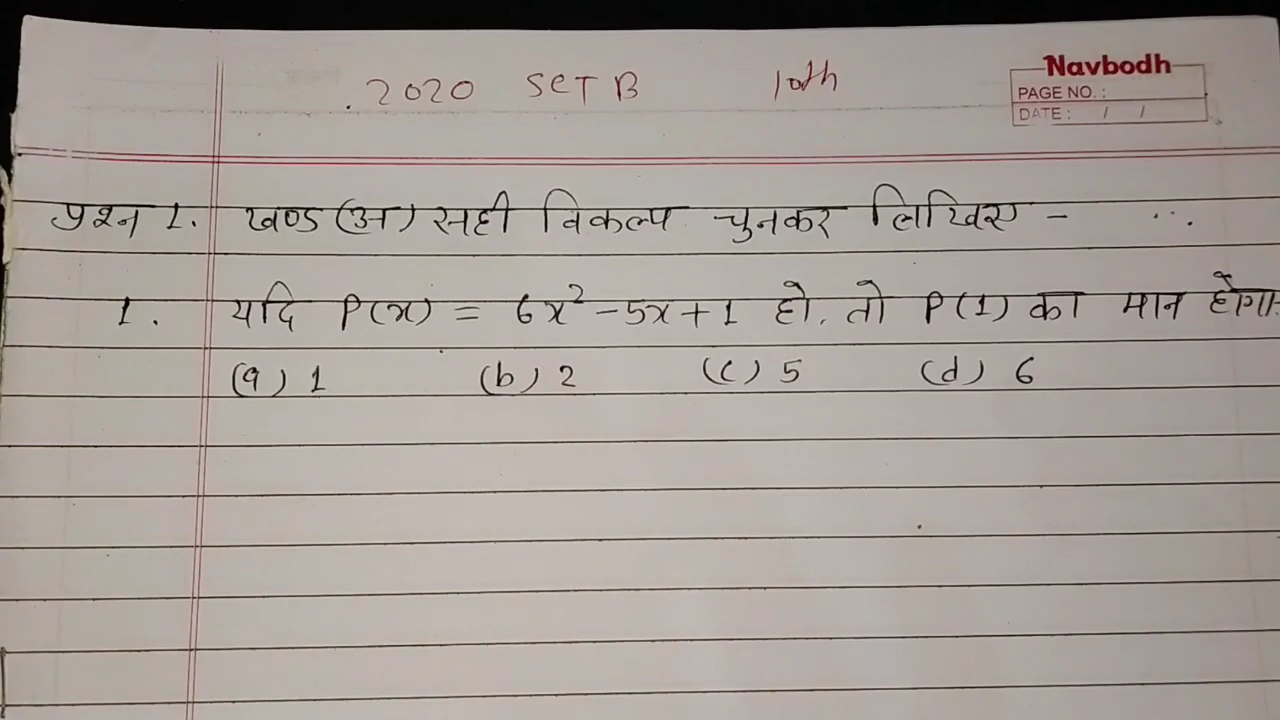 2020 SET B 10th
Navbodh
PAGE NO. :
DATE : / /
प्रश्न 1. खण्ड (अ) सही विकल्प चुनकर लिखिए - ...
1. यदि P(x) = 6x² - 5x + 1 हो, तो P(1) का मान होगा
(a) 1 (b) 2 (c) 5 (d) 6